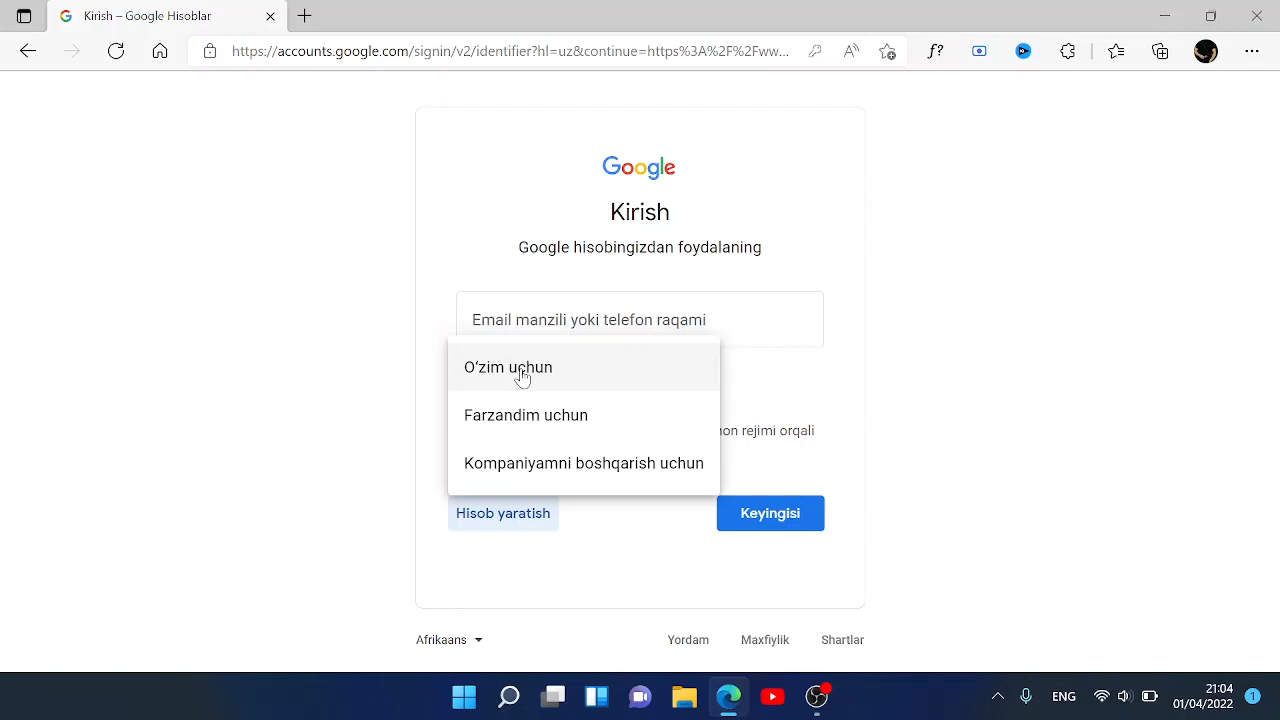 Kirish – Google Hisoblar
https://accounts.google.com/signin/v2/identifier?hl=uz&continue=https%3A%2F%2Fww...
Google
Kirish
Google hisobingizdan foydalaning
Email manzili yoki telefon raqami
Oʻzim uchun
Farzandim uchun
rejimi orqali
Kompaniyamni boshqarish uchun
Hisob yaratish
Keyingisi
Afrikaans
Yordam
Maxfiylik
Shartlar
ENG
21:04
01/04/2022
1